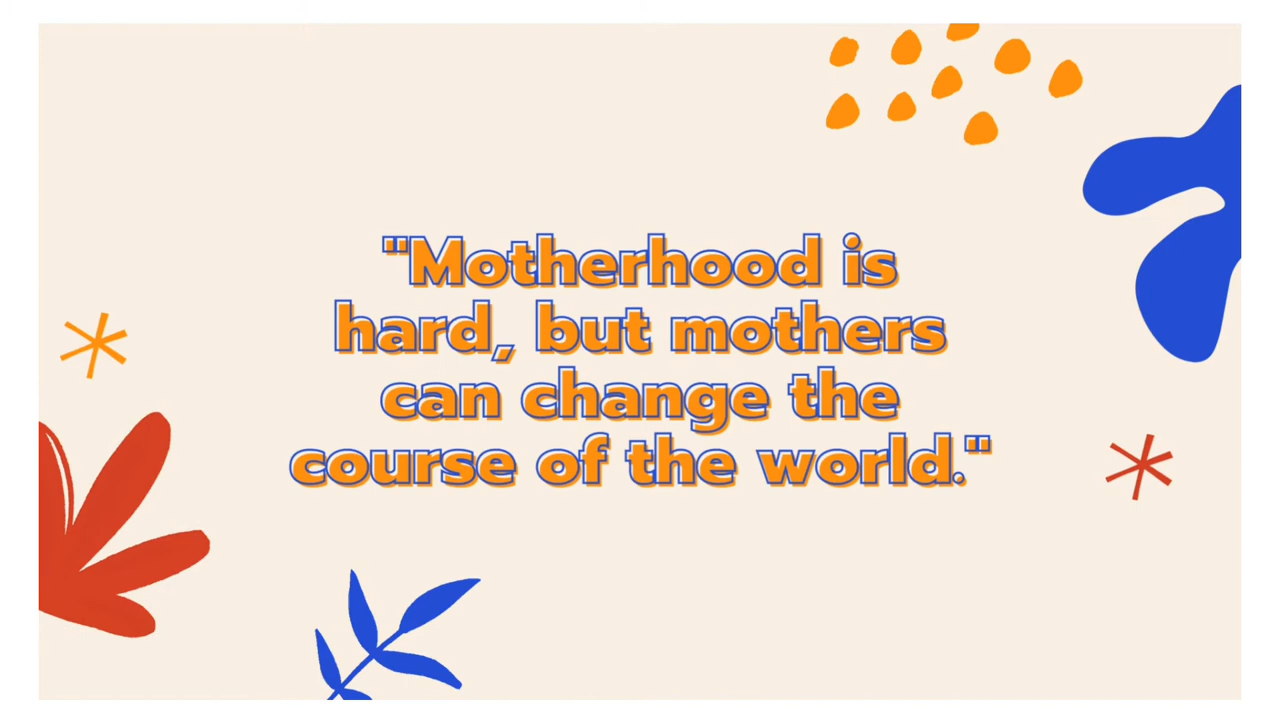 "Motherhood is
hard, but mothers
can change the
course of the world."